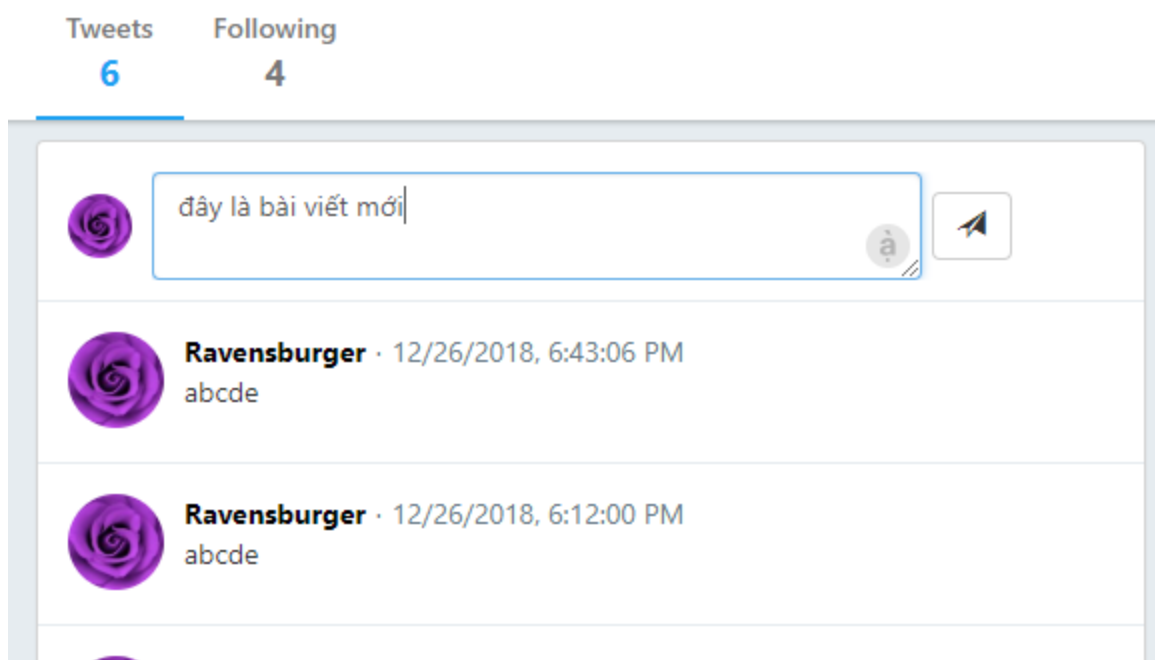 Tweets Following
6 4
đây là bài viết mới
ạ̀
Ravensburger · 12/26/2018, 6:43:06 PM
abcde
Ravensburger · 12/26/2018, 6:12:00 PM
abcde